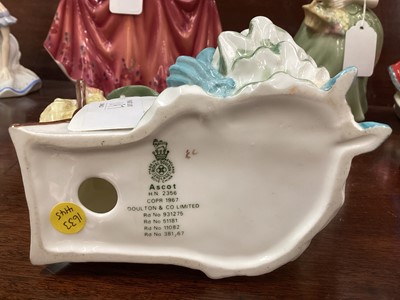 Ascot
H.N. 2356
COPR 1967
DOULTON & CO LIMITED
Rd No 931275
Rd No 51181
Rd No 11082
Rd No 381/67
1633